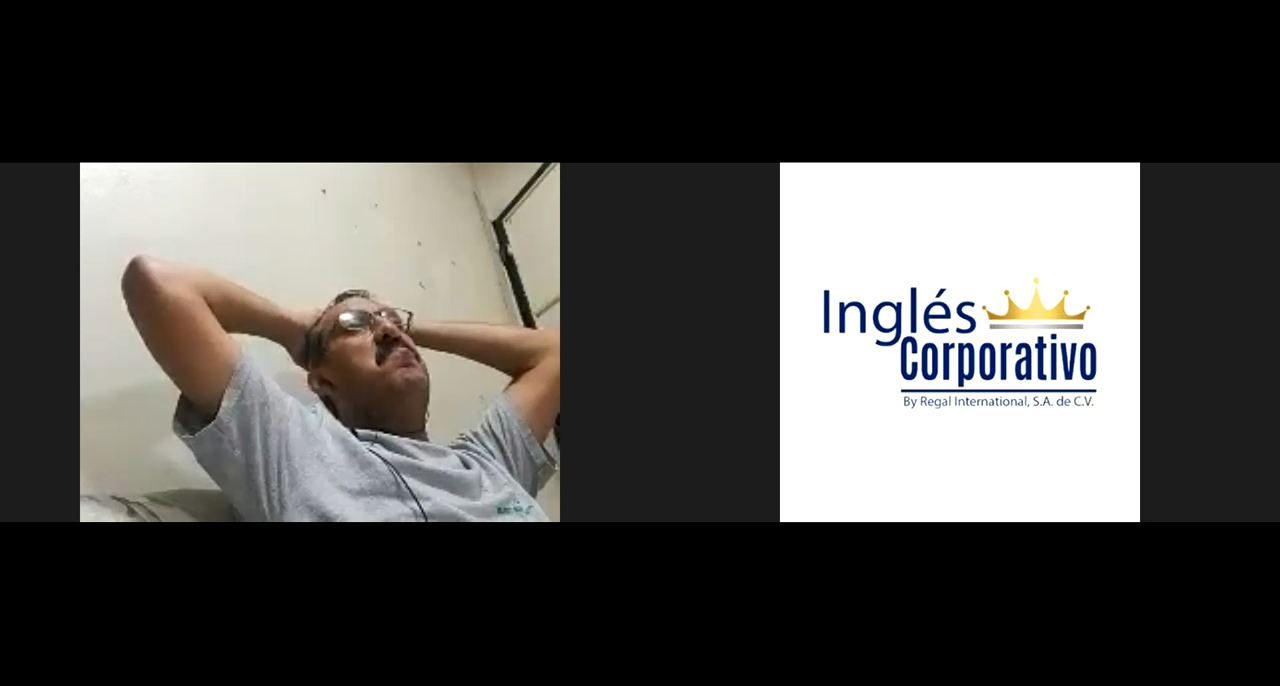 Inglés
Corporativo
By Regal International, S.A. de C.V.